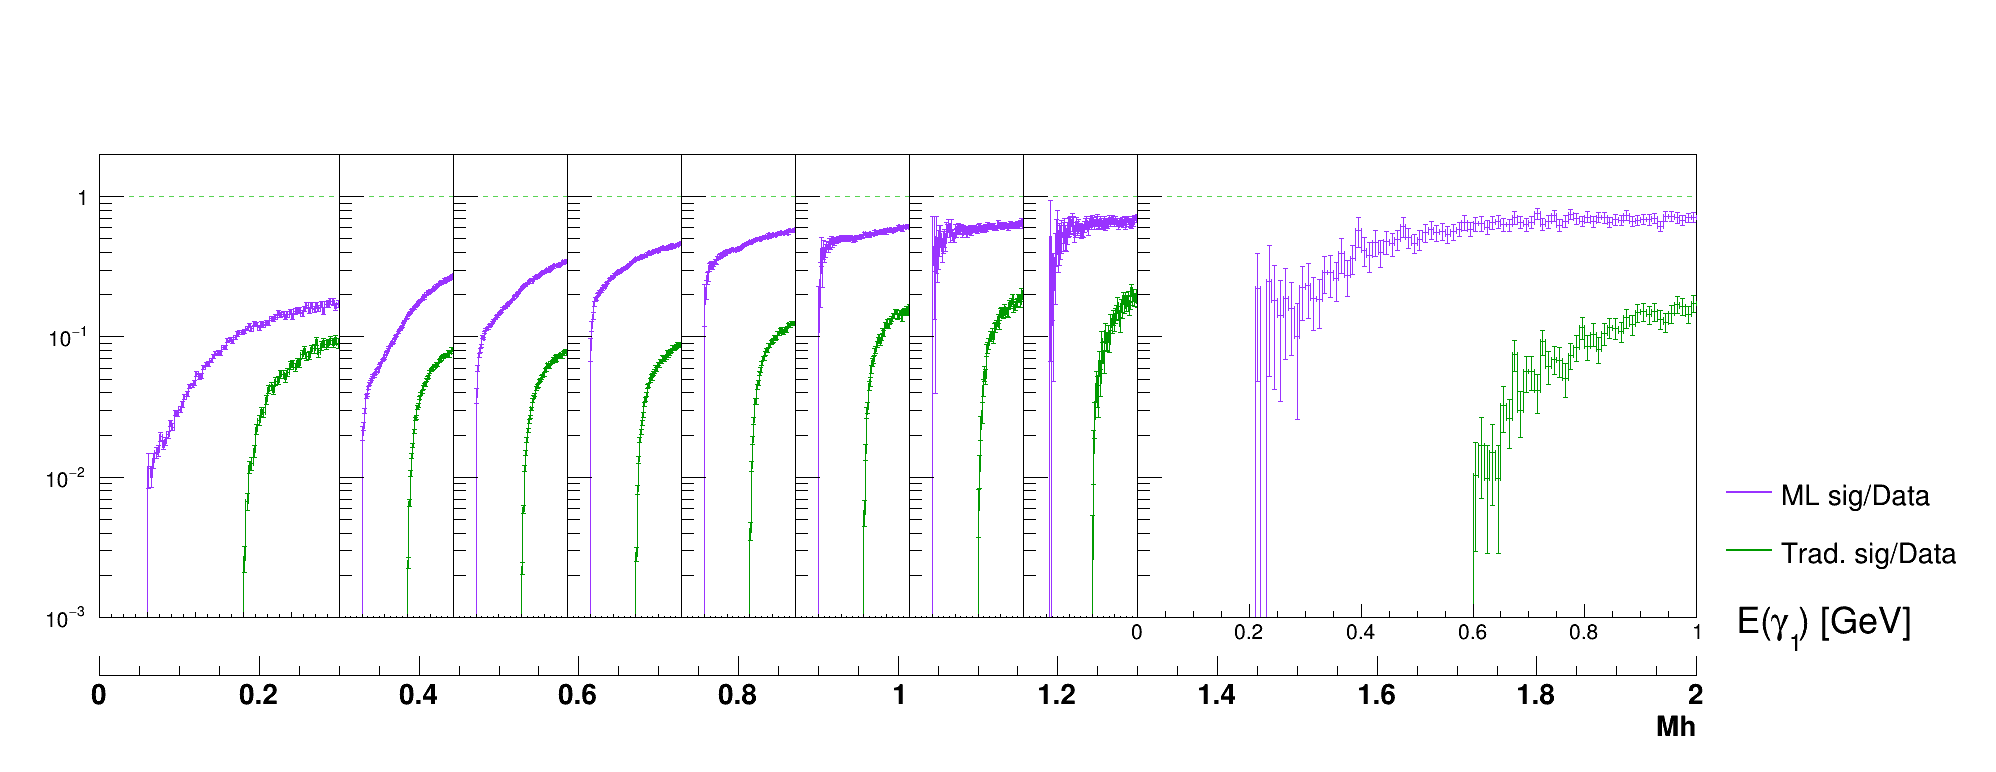 1
10⁻¹
10⁻²
10⁻³
ML sig/Data
Trad. sig/Data
E(γ₁) [GeV]
0 0.2 0.4 0.6 0.8 1
0 0.2 0.4 0.6 0.8 1 1.2 1.4 1.6 1.8 2
Mh